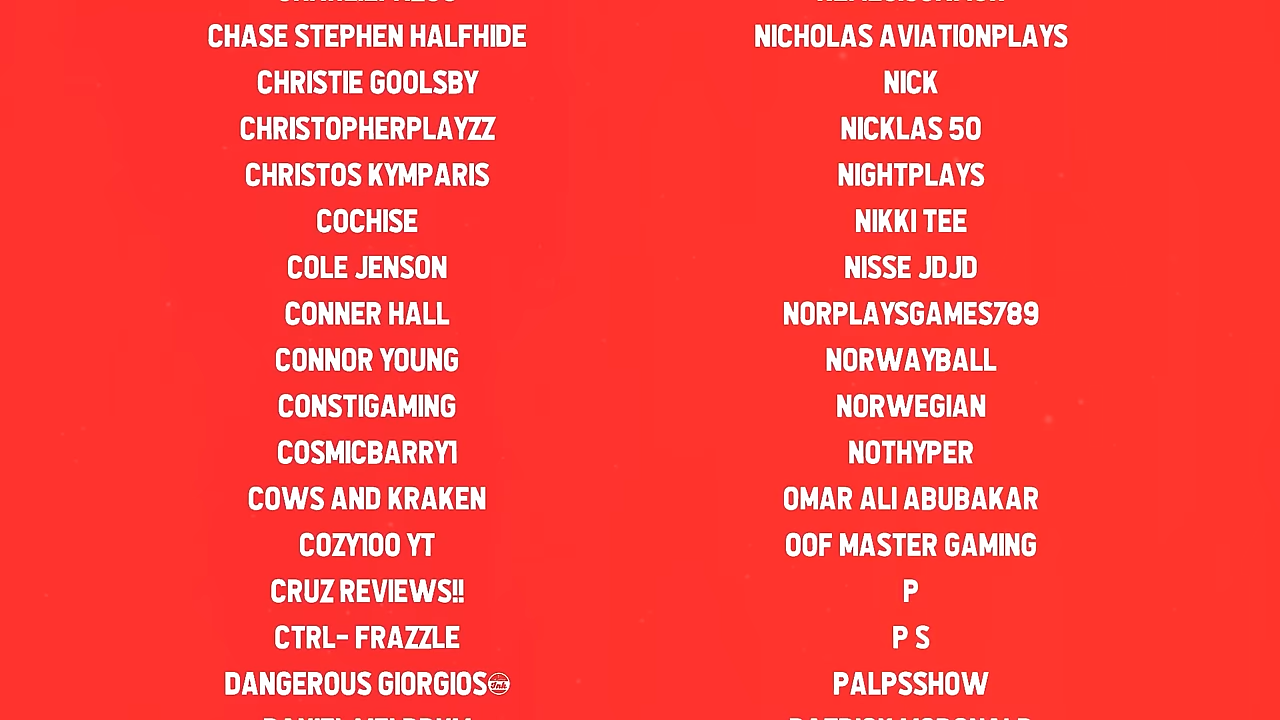 CHASE STEPHEN HALFHIDE
CHRISTIE GOOLSBY
CHRISTOPHERPLAYZZ
CHRISTOS KYMPARIS
COCHISE
COLE JENSON
CONNER HALL
CONNOR YOUNG
CONSTIGAMING
COSMICBARRY1
COWS AND KRAKEN
COZY100 YT
CRUZ REVIEWS!!
CTRL- FRAZZLE
DANGEROUS GIORGIOS
NICHOLAS AVIATIONPLAYS
NICK
NICKLAS 50
NIGHTPLAYS
NIKKI TEE
NISSE JDJD
NORPLAYSGAMES789
NORWAYBALL
NORWEGIAN
NOTHYPER
OMAR ALI ABUBAKAR
OOF MASTER GAMING
P
P S
PALPSSHOW